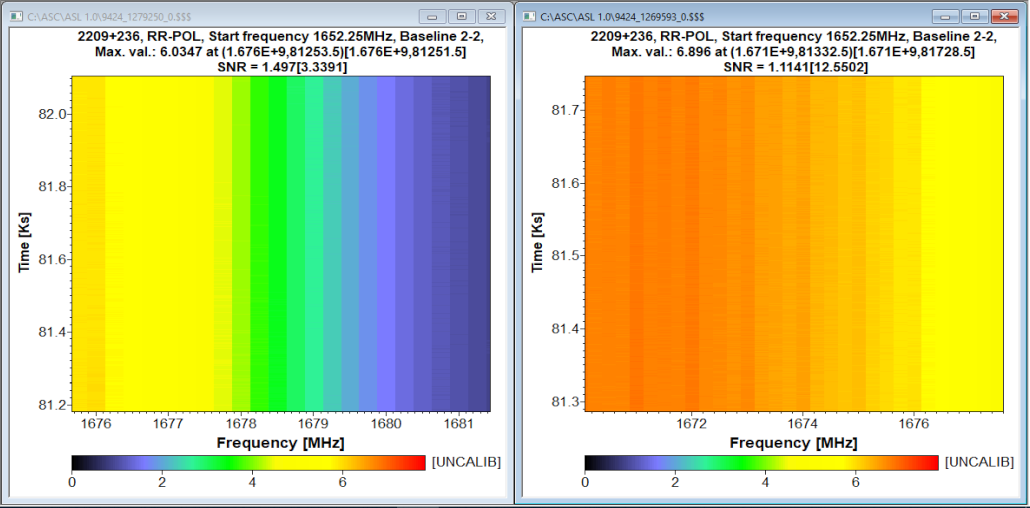 C:\ASC\ASL 1.0\9424_1279250_0.$$$
2209+236, RR-POL, Start frequency 1652.25MHz, Baseline 2-2,
Max. val.: 6.0347 at (1.676E+9,81253.5)[1.676E+9,81251.5]
SNR = 1.497[3.3391]
82.0
81.8
81.6
81.4
81.2
Time [Ks]
1676 1677 1678 1679 1680 1681
Frequency [MHz]
[UNCALIB]
0 2 4 6
C:\ASC\ASL 1.0\9424_1269593_0.$$$
2209+236, RR-POL, Start frequency 1652.25MHz, Baseline 2-2,
Max. val.: 6.896 at (1.671E+9,81332.5)[1.671E+9,81728.5]
SNR = 1.1141[12.5502]
81.7
81.6
81.5
81.4
81.3
Time [Ks]
1672 1674 1676
Frequency [MHz]
[UNCALIB]
0 2 4 6